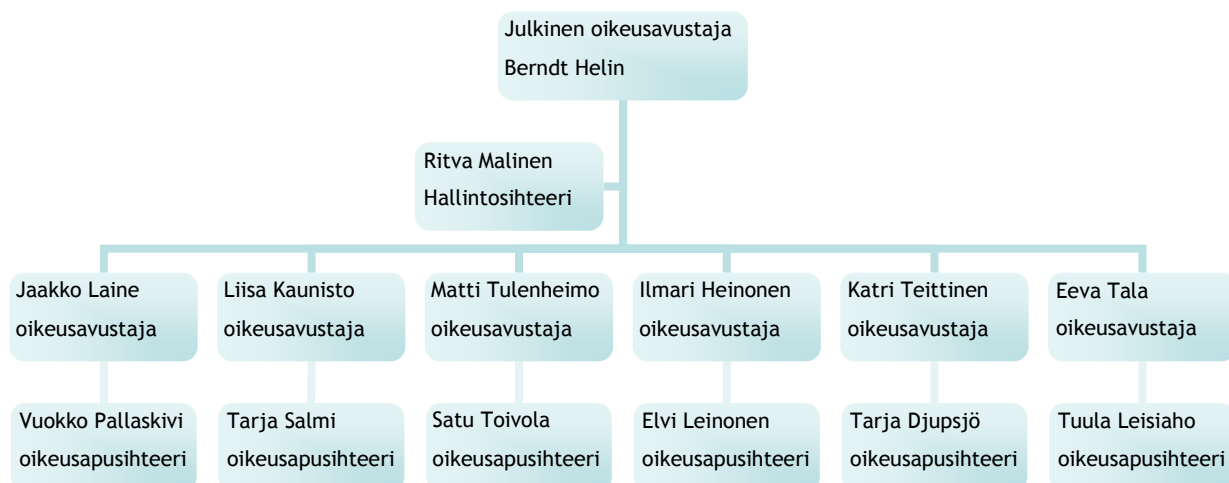 Julkinen oikeusavustaja
Berndt Helin
Ritva Malinen
Hallintosihteeri
Jaakko Laine
oikeusavustaja
Liisa Kaunisto
oikeusavustaja
Matti Tulenheimo
oikeusavustaja
Ilmari Heinonen
oikeusavustaja
Katri Teittinen
oikeusavustaja
Eeva Tala
oikeusavustaja
Vuokko Pallaskivi
oikeusapusihteeri
Tarja Salmi
oikeusapusihteeri
Satu Toivola
oikeusapusihteeri
Elvi Leinonen
oikeusapusihteeri
Tarja Djupsjö
oikeusapusihteeri
Tuula Leisiaho
oikeusapusihteeri